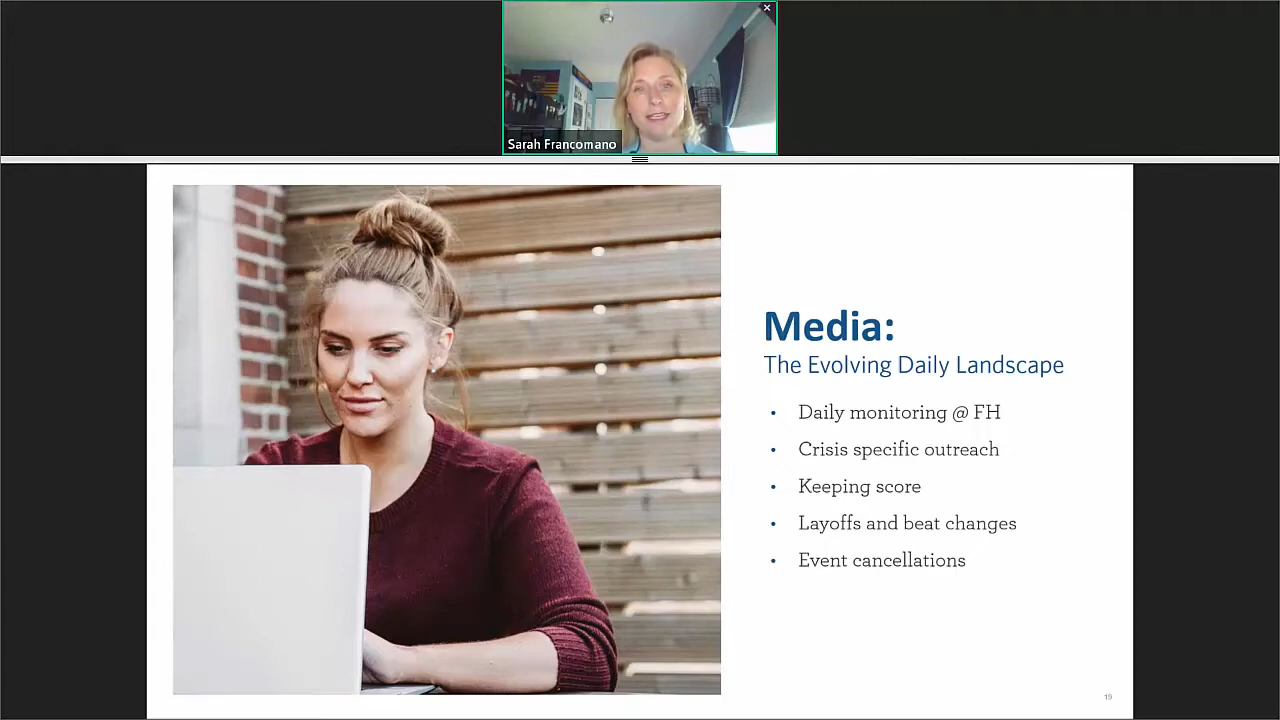 Sarah Francomano
Media:
The Evolving Daily Landscape
• Daily monitoring @ FH
• Crisis specific outreach
• Keeping score
• Layoffs and beat changes
• Event cancellations
19